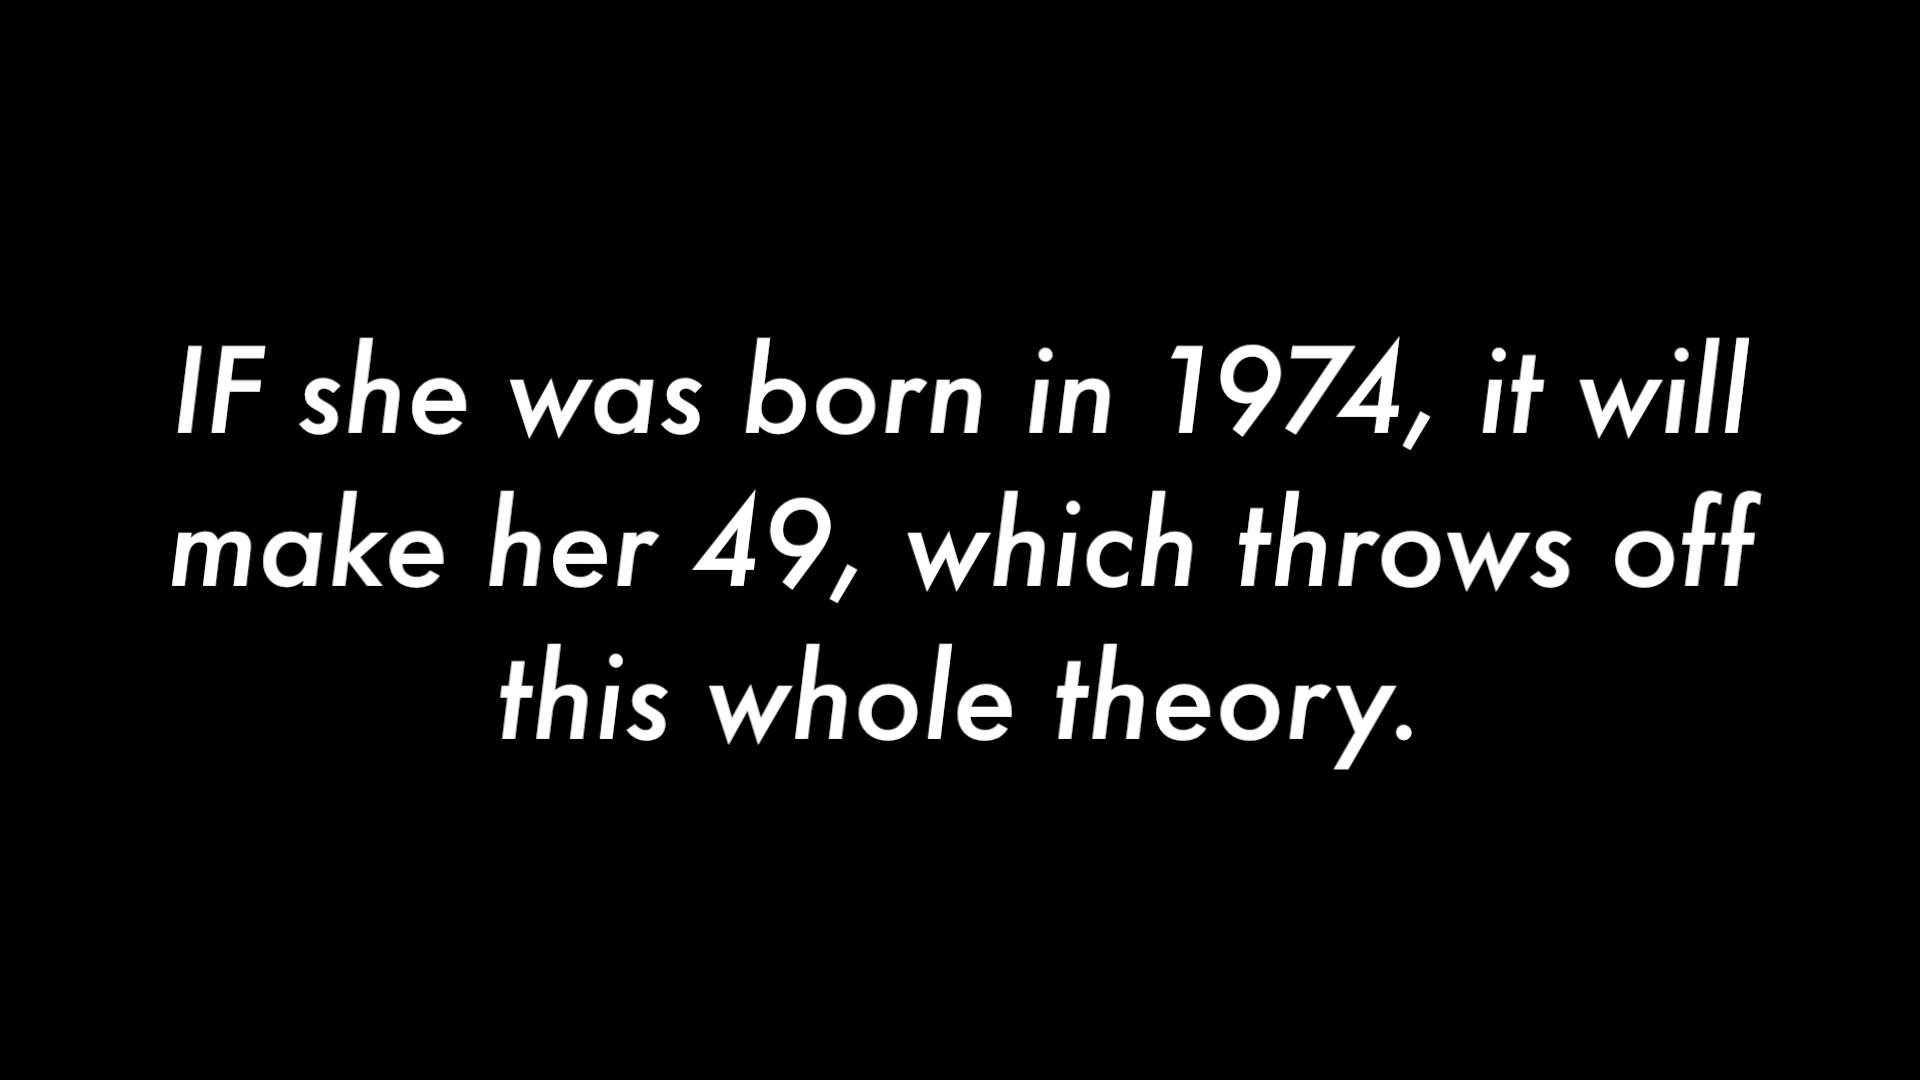 IF she was born in 1974, it will
make her 49, which throws off
this whole theory.